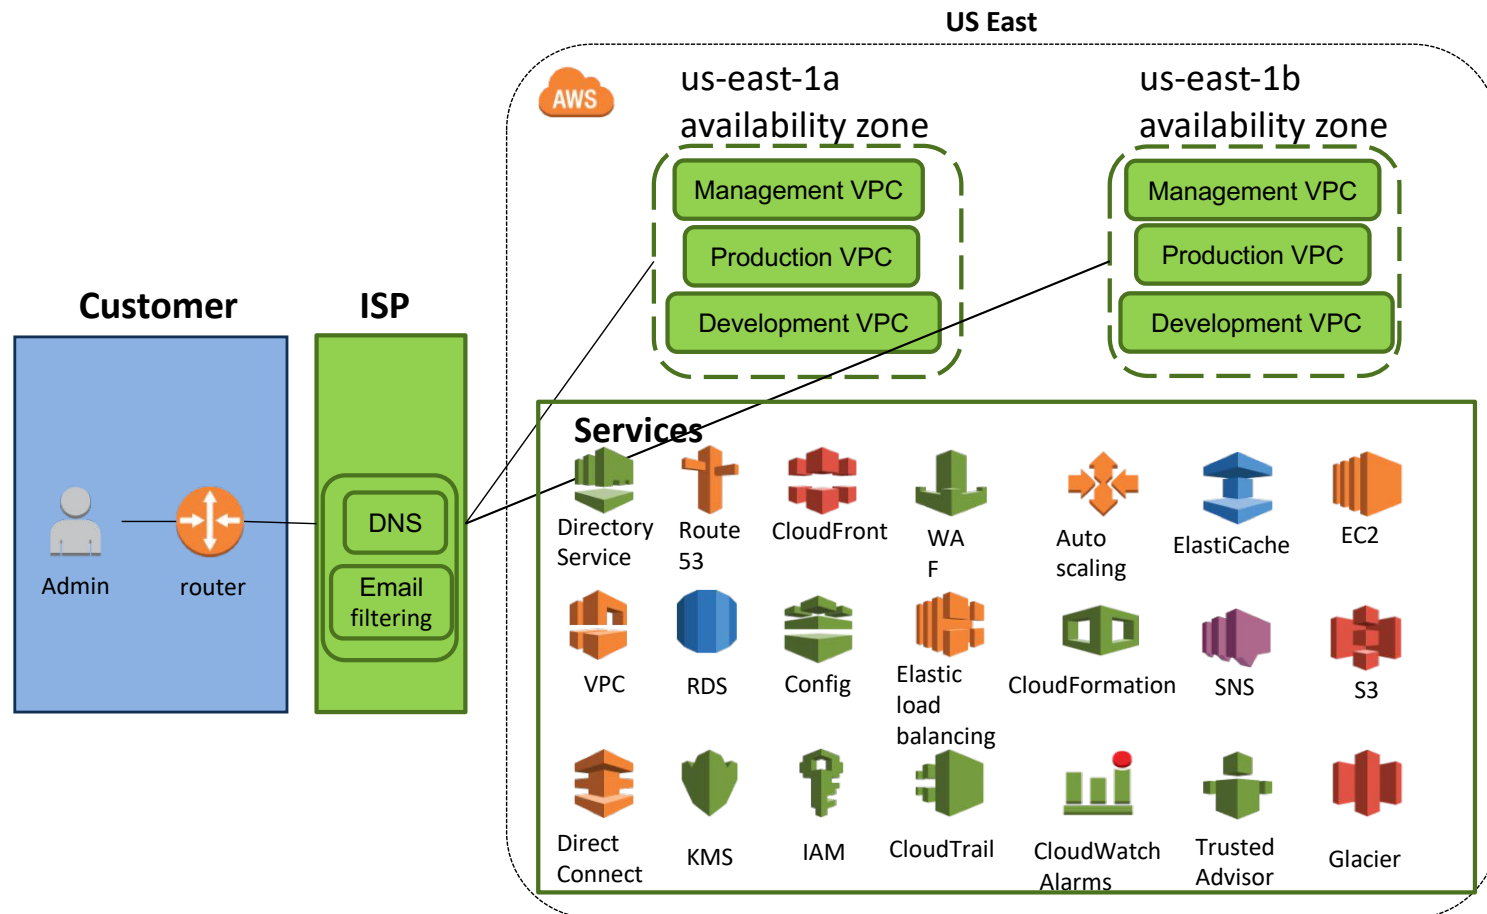 US East
AWS
us-east-1a
availability zone
Management VPC
Production VPC
Development VPC
us-east-1b
availability zone
Management VPC
Production VPC
Development VPC
Customer
Admin
router
ISP
DNS
Email
filtering
Services
Directory
Service
Route
53
CloudFront
WA
F
Auto
scaling
ElastiCache
EC2
VPC
RDS
Config
Elastic
load
balancing
CloudFormation
SNS
S3
Direct
Connect
KMS
IAM
CloudTrail
CloudWatch
Alarms
Trusted
Advisor
Glacier